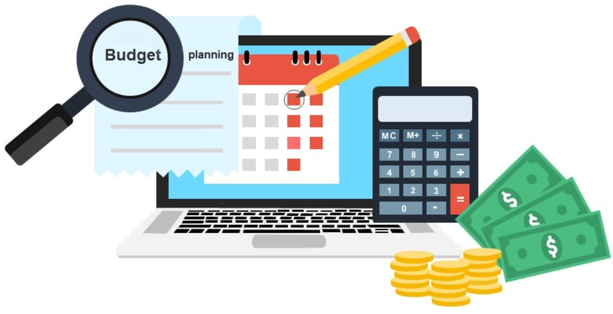 Budget planning
MC M+ ÷ ×
7 8 9 −
4 5 6 +
1 2 3 =
0 -
$ $ $